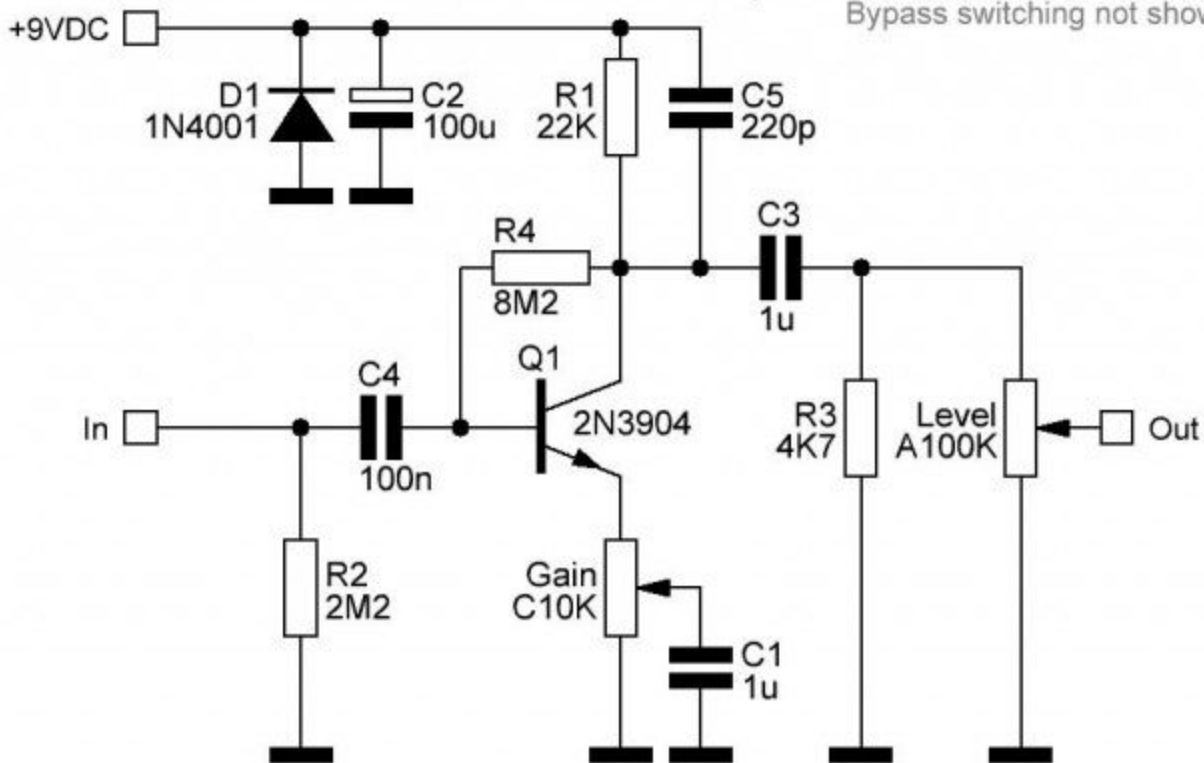 Bypass switching not show
+9VDC
D1
1N4001
C2
100u
R1
22K
C5
220p
R4
8M2
C3
1u
Q1
2N3904
C4
100n
In
R3
4K7
Level
A100K
Out
R2
2M2
Gain
C10K
C1
1u